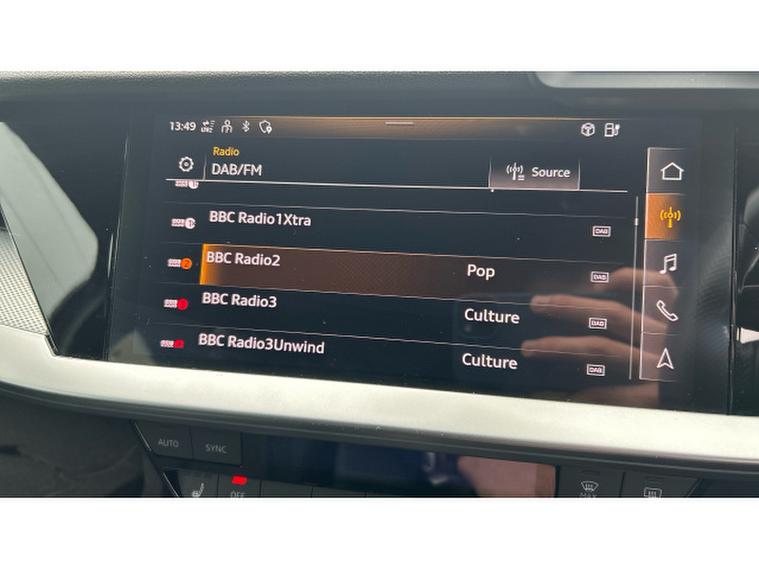 13:49 LTE
Radio
DAB/FM
Source
BBC Radio1Xtra
DAB
BBC Radio2
Pop
DAB
BBC Radio3
Culture
DAB
BBC Radio3Unwind
Culture
DAB
AUTO
SYNC
OFF
MAX